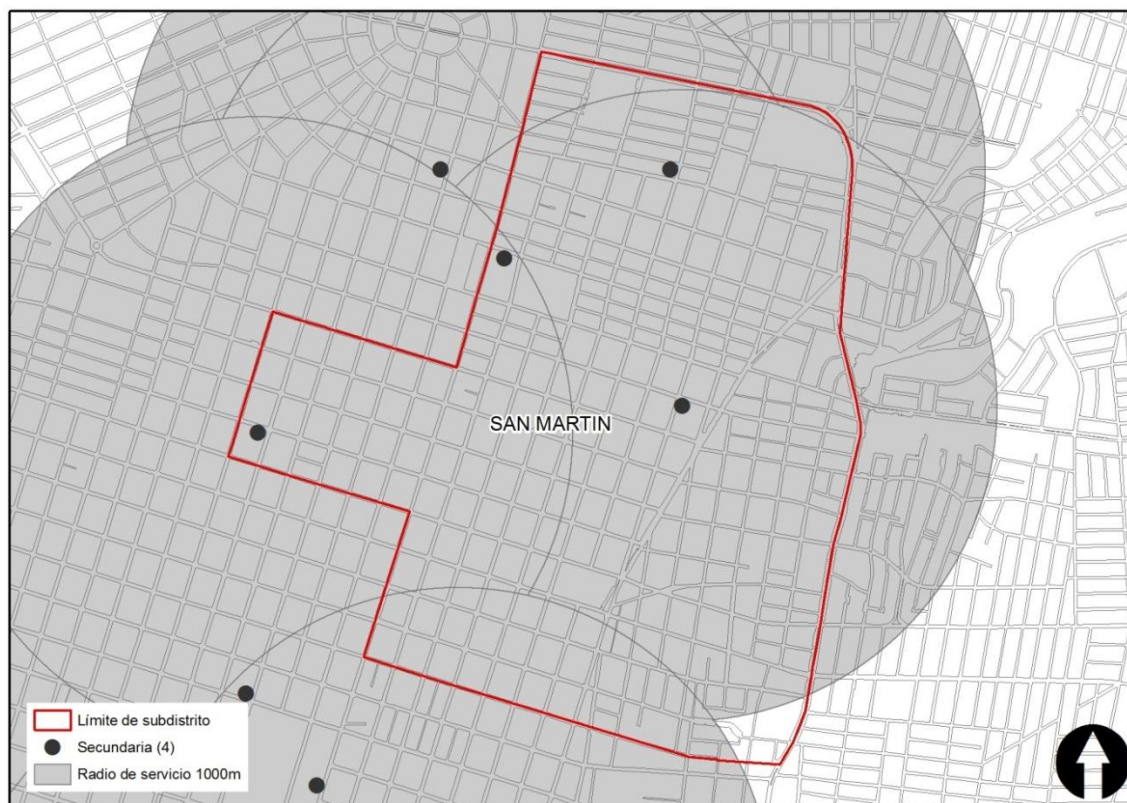 SAN MARTIN
Límite de subdistrito
Secundaria (4)
Radio de servicio 1000m